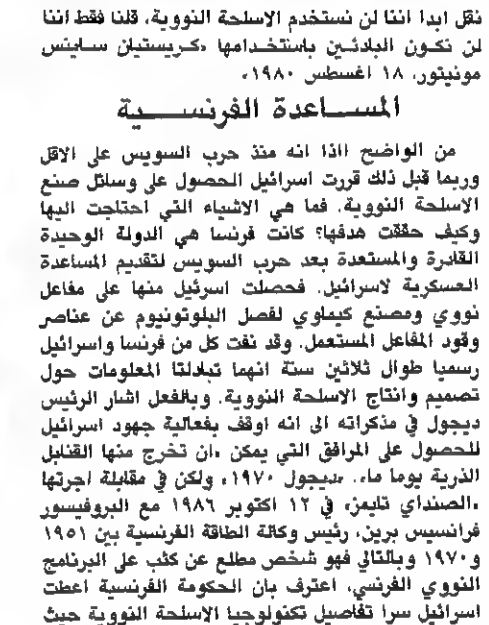 نقل ابدا اننا لن نستخدم الاسلحة النووية، قلنا فقط اننا
لن نكون البادئين باستخدامها «كريستيان ساينس
مونيتور، ١٨ اغسطس ١٩٨٠»
المساعدة الفرنسية
من الواضح اذا انه منذ حرب السويس على الاقل
وربما قبل ذلك قررت اسرائيل الحصول على وسائل صنع
الاسلحة النووية. فما هي الاشياء التي احتاجت اليها
وكيف حققت هدفها؟ كانت فرنسا هي الدولة الوحيدة
القادرة والمستعدة بعد حرب السويس لتقديم المساعدة
العسكرية لاسرائيل. فحصلت اسرئيل منها على مفاعل
نووي ومصنع كيماوي لفصل البلوتونيوم عن عناصر
وقود المفاعل المستعمل. وقد نفت كل من فرنسا واسرائيل
رسميا طوال ثلاثين سنة انهما تبادلتا المعلومات حول
تصميم وانتاج الاسلحة النووية. وبالفعل اشار الرئيس
ديجول في مذكراته الى انه اوقف بفعالية جهود اسرائيل
للحصول على المرافق التي يمكن «ان تخرج منها القنابل
الذرية يوما ما». «ديجول ١٩٧٠» ولكن في مقابلة اجرتها
«الصنداي تليمز» في ١٢ اكتوبر ١٩٨٦ مع البروفيسور
فرانسيس برين، رئيس وكالة الطاقة الفرنسية بين ١٩٥١
و١٩٧٠ وبالتالي فهو شخص مطلع عن كثب على البرنامج
النووي الفرنسي، اعترف بان الحكومة الفرنسية اعطت
اسرائيل سرا تفاصيل تكنولوجيا الاسلحة النووية حيث